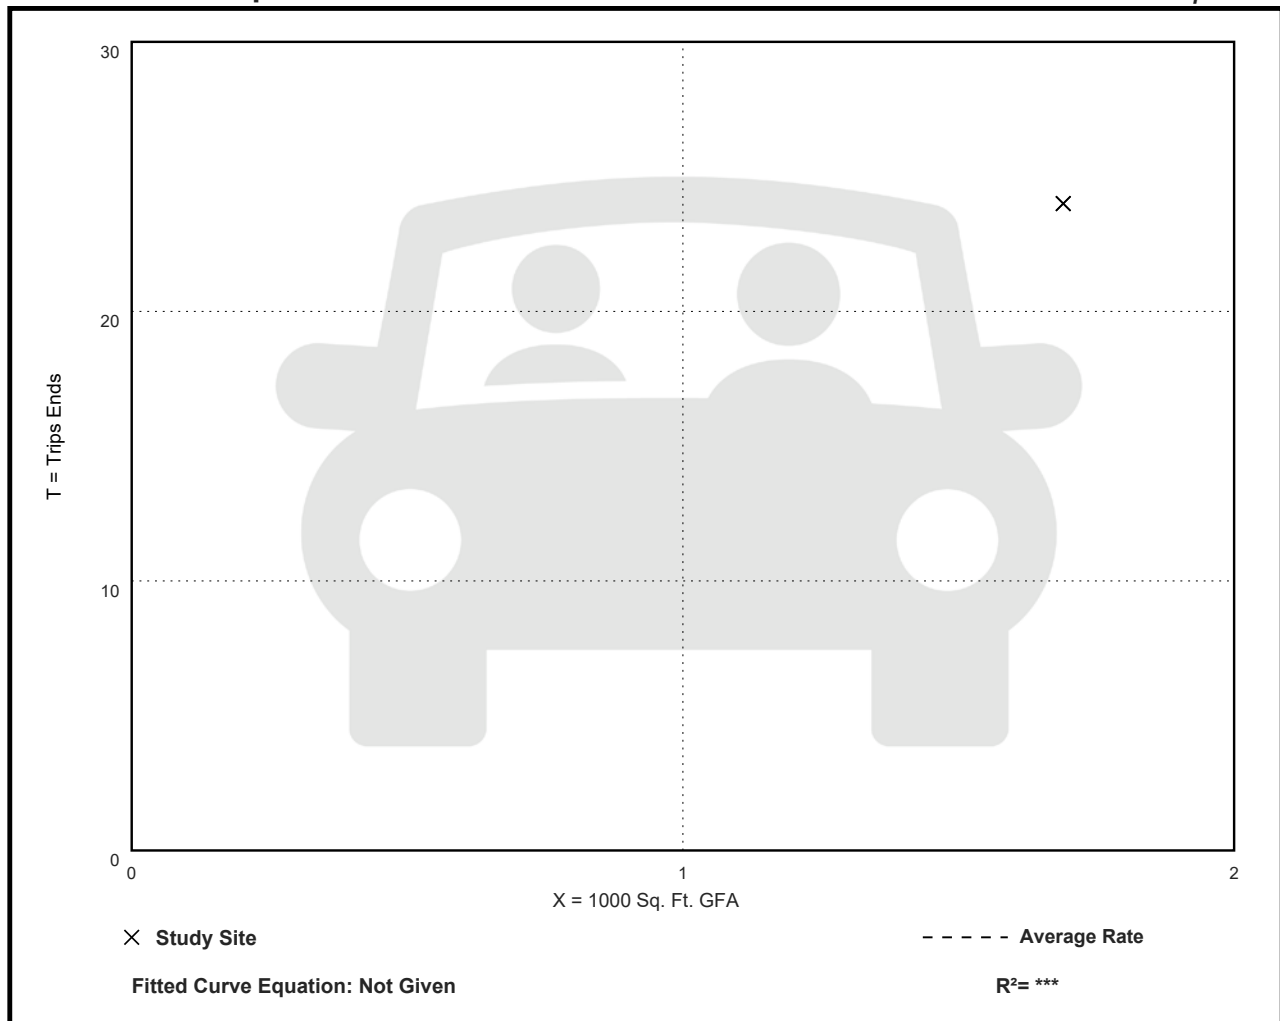 30
20
10
0
T = Trips Ends
0 1 2
X = 1000 Sq. Ft. GFA
Study Site
Average Rate
Fitted Curve Equation: Not Given
R²= ***